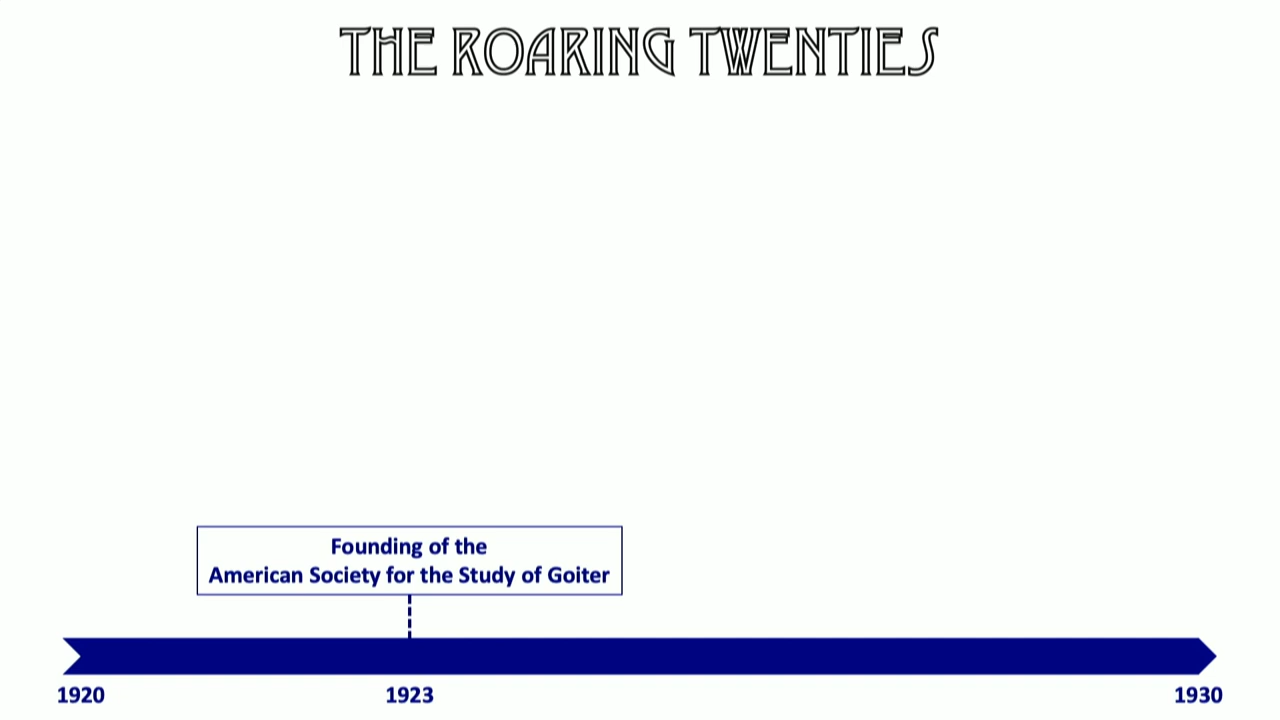 THE ROARING TWENTIES
Founding of the
American Society for the Study of Goiter
1920
1923
1930